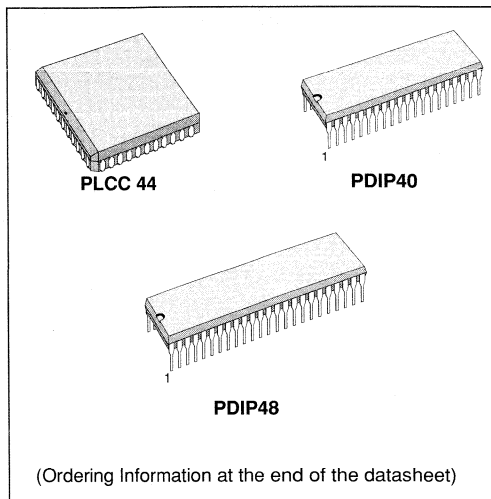 PLCC 44
1
PDIP40
1
PDIP48
(Ordering Information at the end of the datasheet)